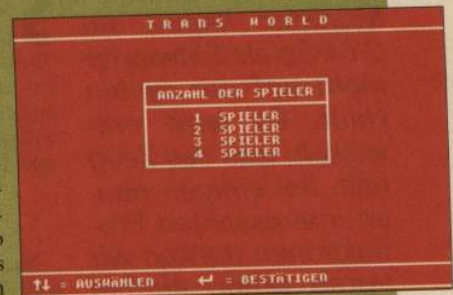 TRANS WORLD
ANZAHL DER SPIELER
1 SPIELER
2 SPIELER
3 SPIELER
4 SPIELER
↑↓ = AUSWÄHLEN ↵ = BESTÄTIGEN